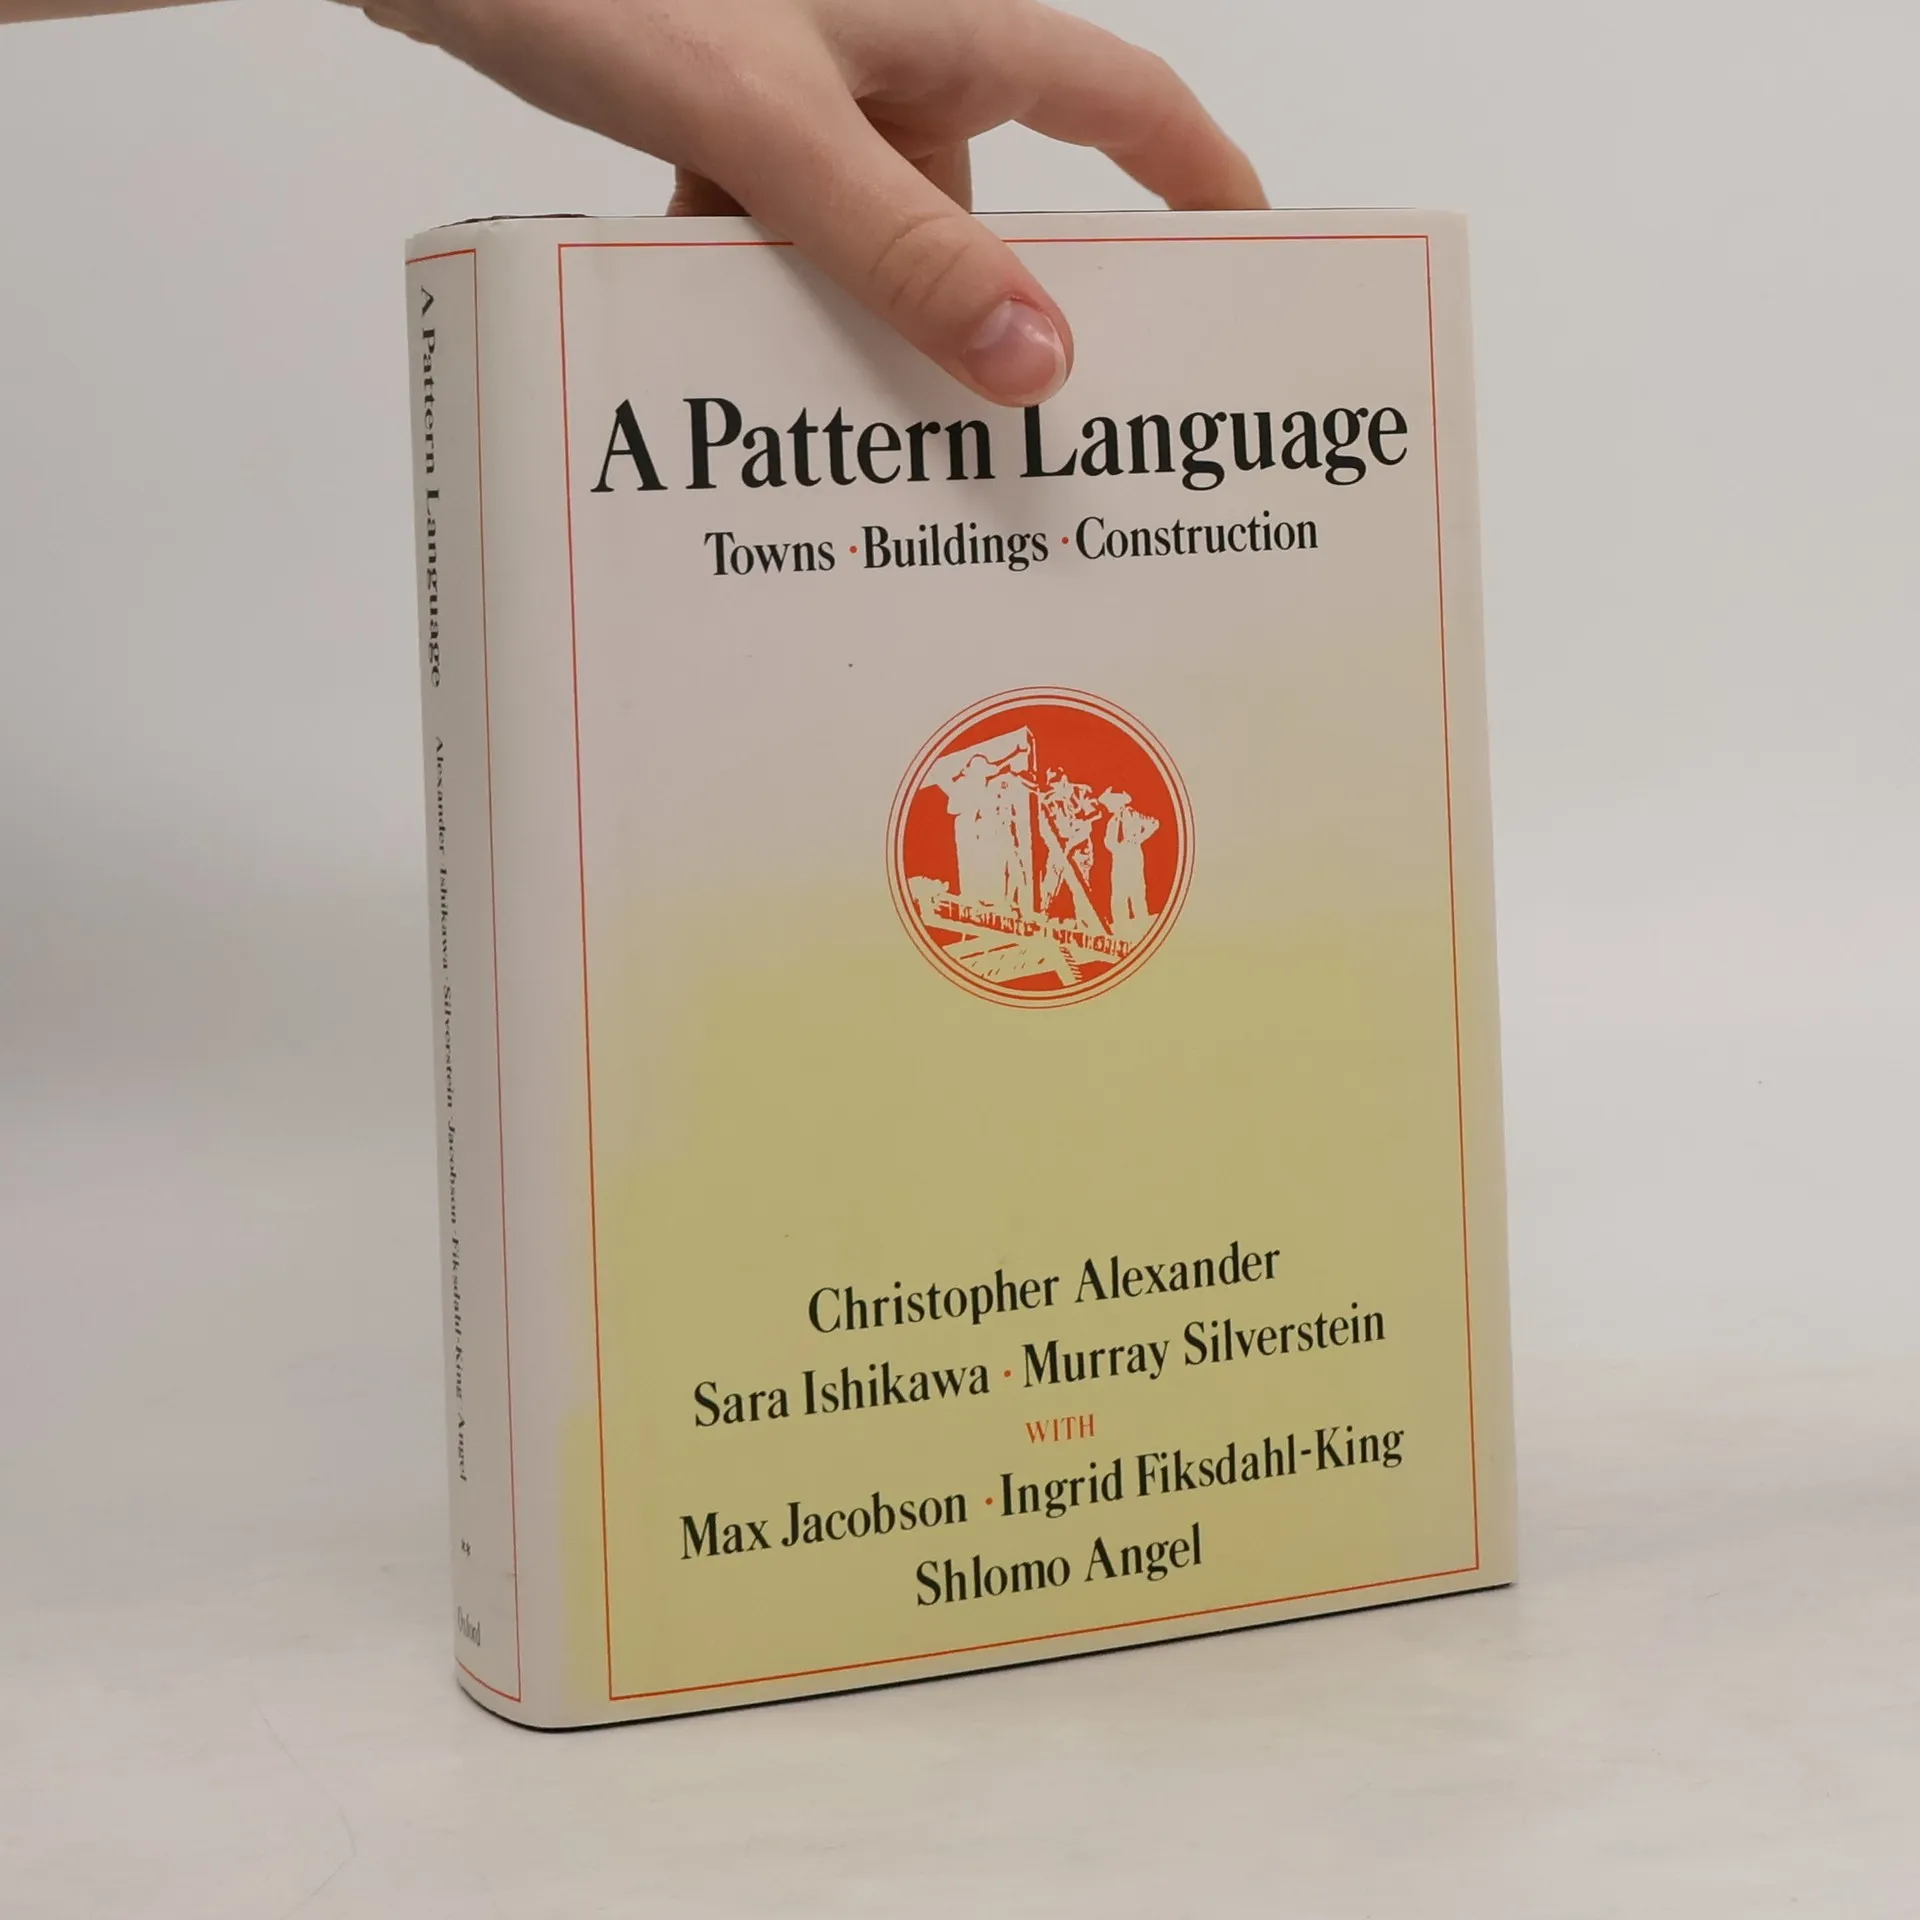 A Pattern Language
Towns · Buildings · Construction
Christopher Alexander
Sara Ishikawa · Murray Silverstein
WITH
Max Jacobson · Ingrid Fiksdahl-King
Shlomo Angel
A Pattern Language Alexander · Ishikawa · Silverstein · Jacobson · Fiksdahl-King · Angel ** Oxford